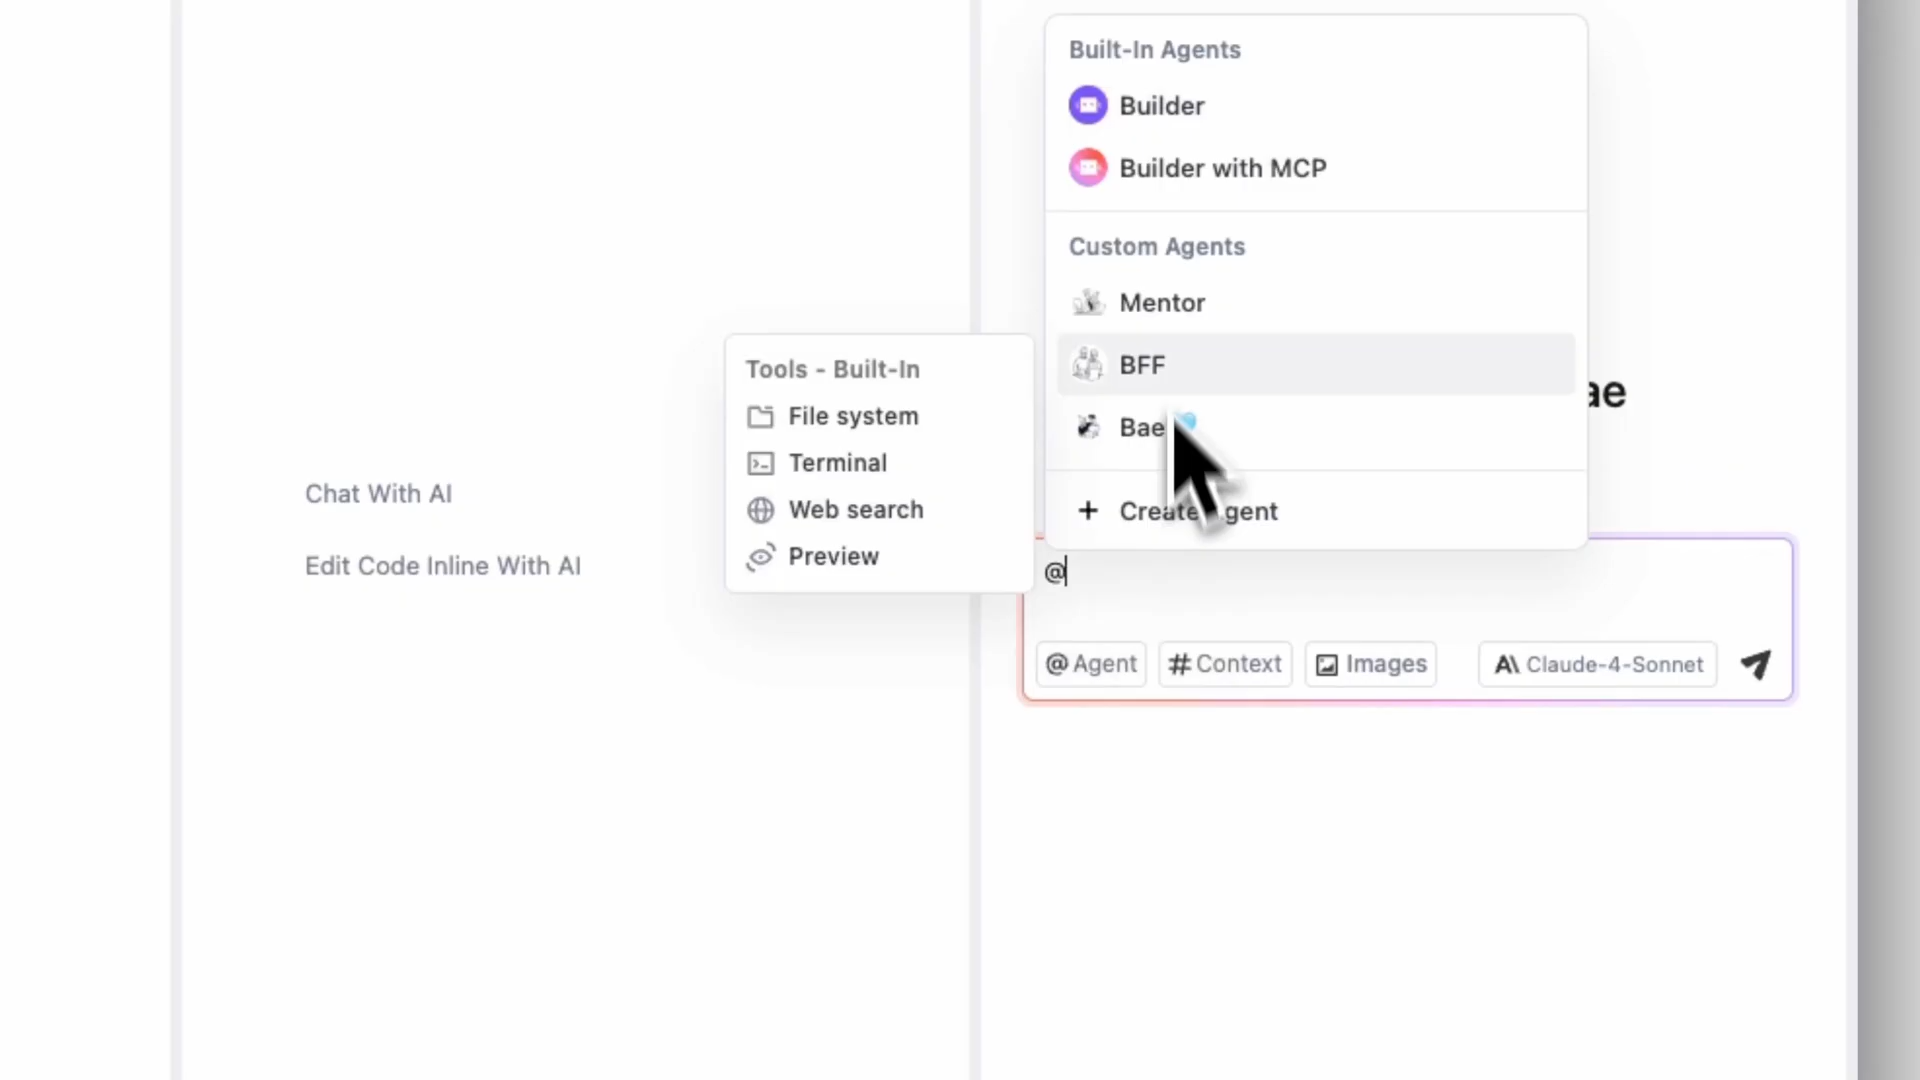 Built-In Agents
Builder
Builder with MCP
Custom Agents
Mentor
BFF
Bae
+ Create
Tools - Built-In
File system
Terminal
Web search
Preview
Chat With AI
Edit Code Inline With AI
@
@ Agent
# Context
Images
Claude-4-Sonnet